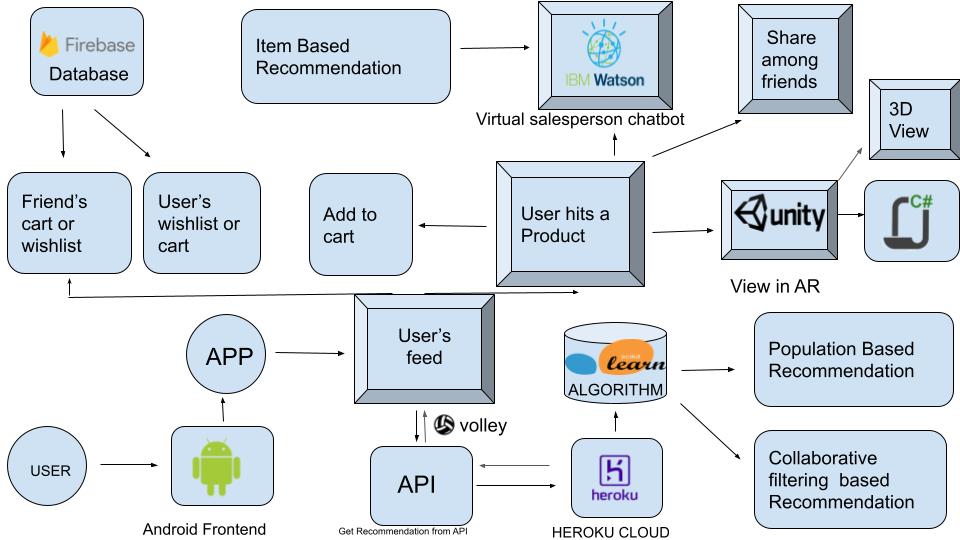 Firebase
Database
Item Based
Recommendation
IBM Watson
Virtual salesperson chatbot
Share
among
friends
3D
View
Friend's
cart or
wishlist
User's
wishlist or
cart
Add to
cart
User hits a
Product
unity
C#
View in AR
APP
User's
feed
scikit
learn
ALGORITHM
Population Based
Recommendation
USER
Android Frontend
volley
API
Get Recommendation from API
heroku
HEROKU CLOUD
Collaborative
filtering  based
Recommendation